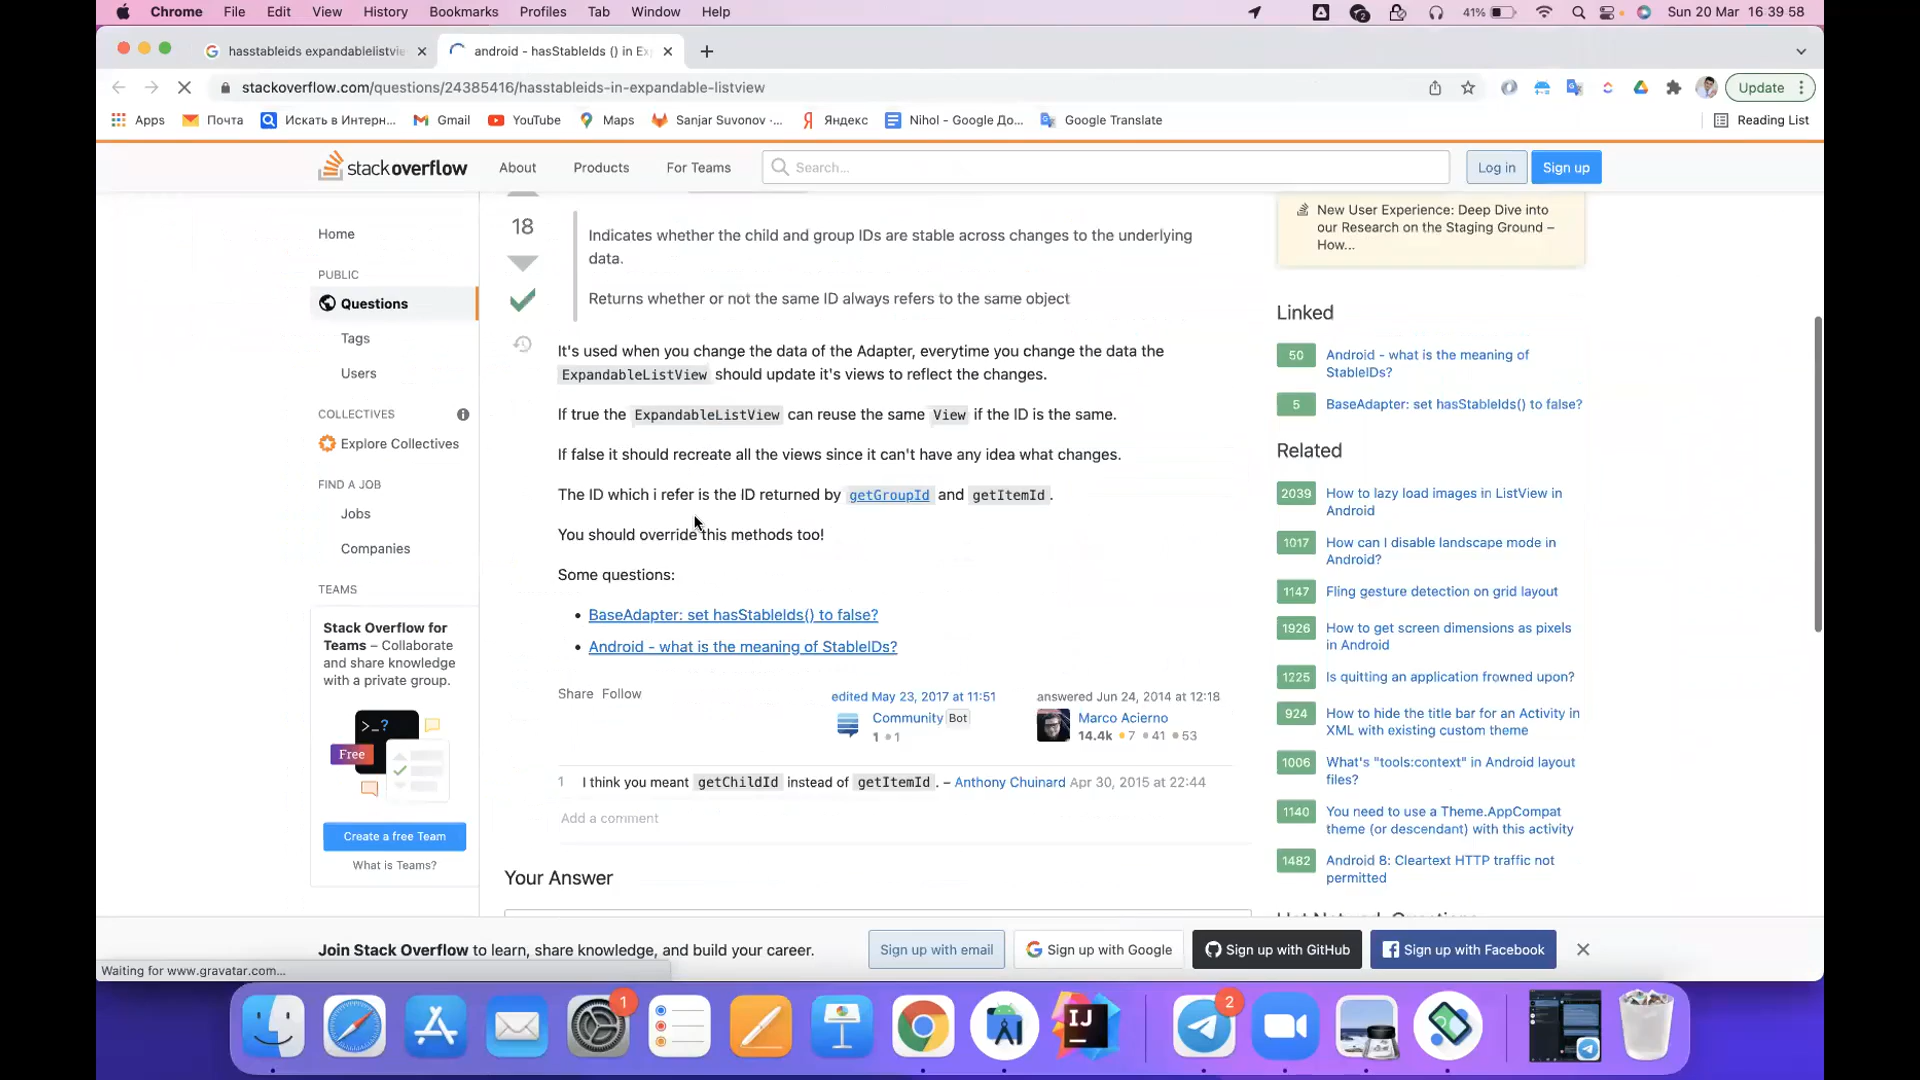 Chrome File Edit View History Bookmarks Profiles Tab Window Help 2 41% Sun 20 Mar 16:39:58
hasstableids expandablelistvie
android - hasStableIds () in Ex
stackoverflow.com/questions/24385416/hasstableids-in-expandable-listview
Update
Apps Почта Искать в Интерн... Gmail YouTube Maps Sanjar Suvonov -... Яндекс Nihol - Google До... Google Translate Reading List
stackoverflow About Products For Teams Search... Log in Sign up
Home
PUBLIC
Questions
Tags
Users
COLLECTIVES
Explore Collectives
FIND A JOB
Jobs
Companies
TEAMS
Stack Overflow for
Teams – Collaborate
and share knowledge
with a private group.
>_?
Free
Create a free Team
What is Teams?
18
Indicates whether the child and group IDs are stable across changes to the underlying
data.
Returns whether or not the same ID always refers to the same object
It's used when you change the data of the Adapter, everytime you change the data the
ExpandableListView should update it's views to reflect the changes.
If true the ExpandableListView can reuse the same View if the ID is the same.
If false it should recreate all the views since it can't have any idea what changes.
The ID which i refer is the ID returned by getGroupId and getItemId.
You should override this methods too!
Some questions:
• BaseAdapter: set hasStableIds() to false?
• Android - what is the meaning of StableIDs?
Share Follow
edited May 23, 2017 at 11:51
Community Bot
1 1
answered Jun 24, 2014 at 12:18
Marco Acierno
14.4k 7 41 53
1 I think you meant getChildId instead of getItemId. – Anthony Chuinard Apr 30, 2015 at 22:44
Add a comment
Your Answer
New User Experience: Deep Dive into
our Research on the Staging Ground –
How...
Linked
50 Android - what is the meaning of
StableIDs?
5 BaseAdapter: set hasStableIds() to false?
Related
2039 How to lazy load images in ListView in
Android
1017 How can I disable landscape mode in
Android?
1147 Fling gesture detection on grid layout
1926 How to get screen dimensions as pixels
in Android
1225 Is quitting an application frowned upon?
924 How to hide the title bar for an Activity in
XML with existing custom theme
1006 What's "tools:context" in Android layout
files?
1140 You need to use a Theme.AppCompat
theme (or descendant) with this activity
1482 Android 8: Cleartext HTTP traffic not
permitted
Join Stack Overflow to learn, share knowledge, and build your career. Sign up with email Sign up with Google Sign up with GitHub Sign up with Facebook
Waiting for www.gravatar.com...
1
IJ
2